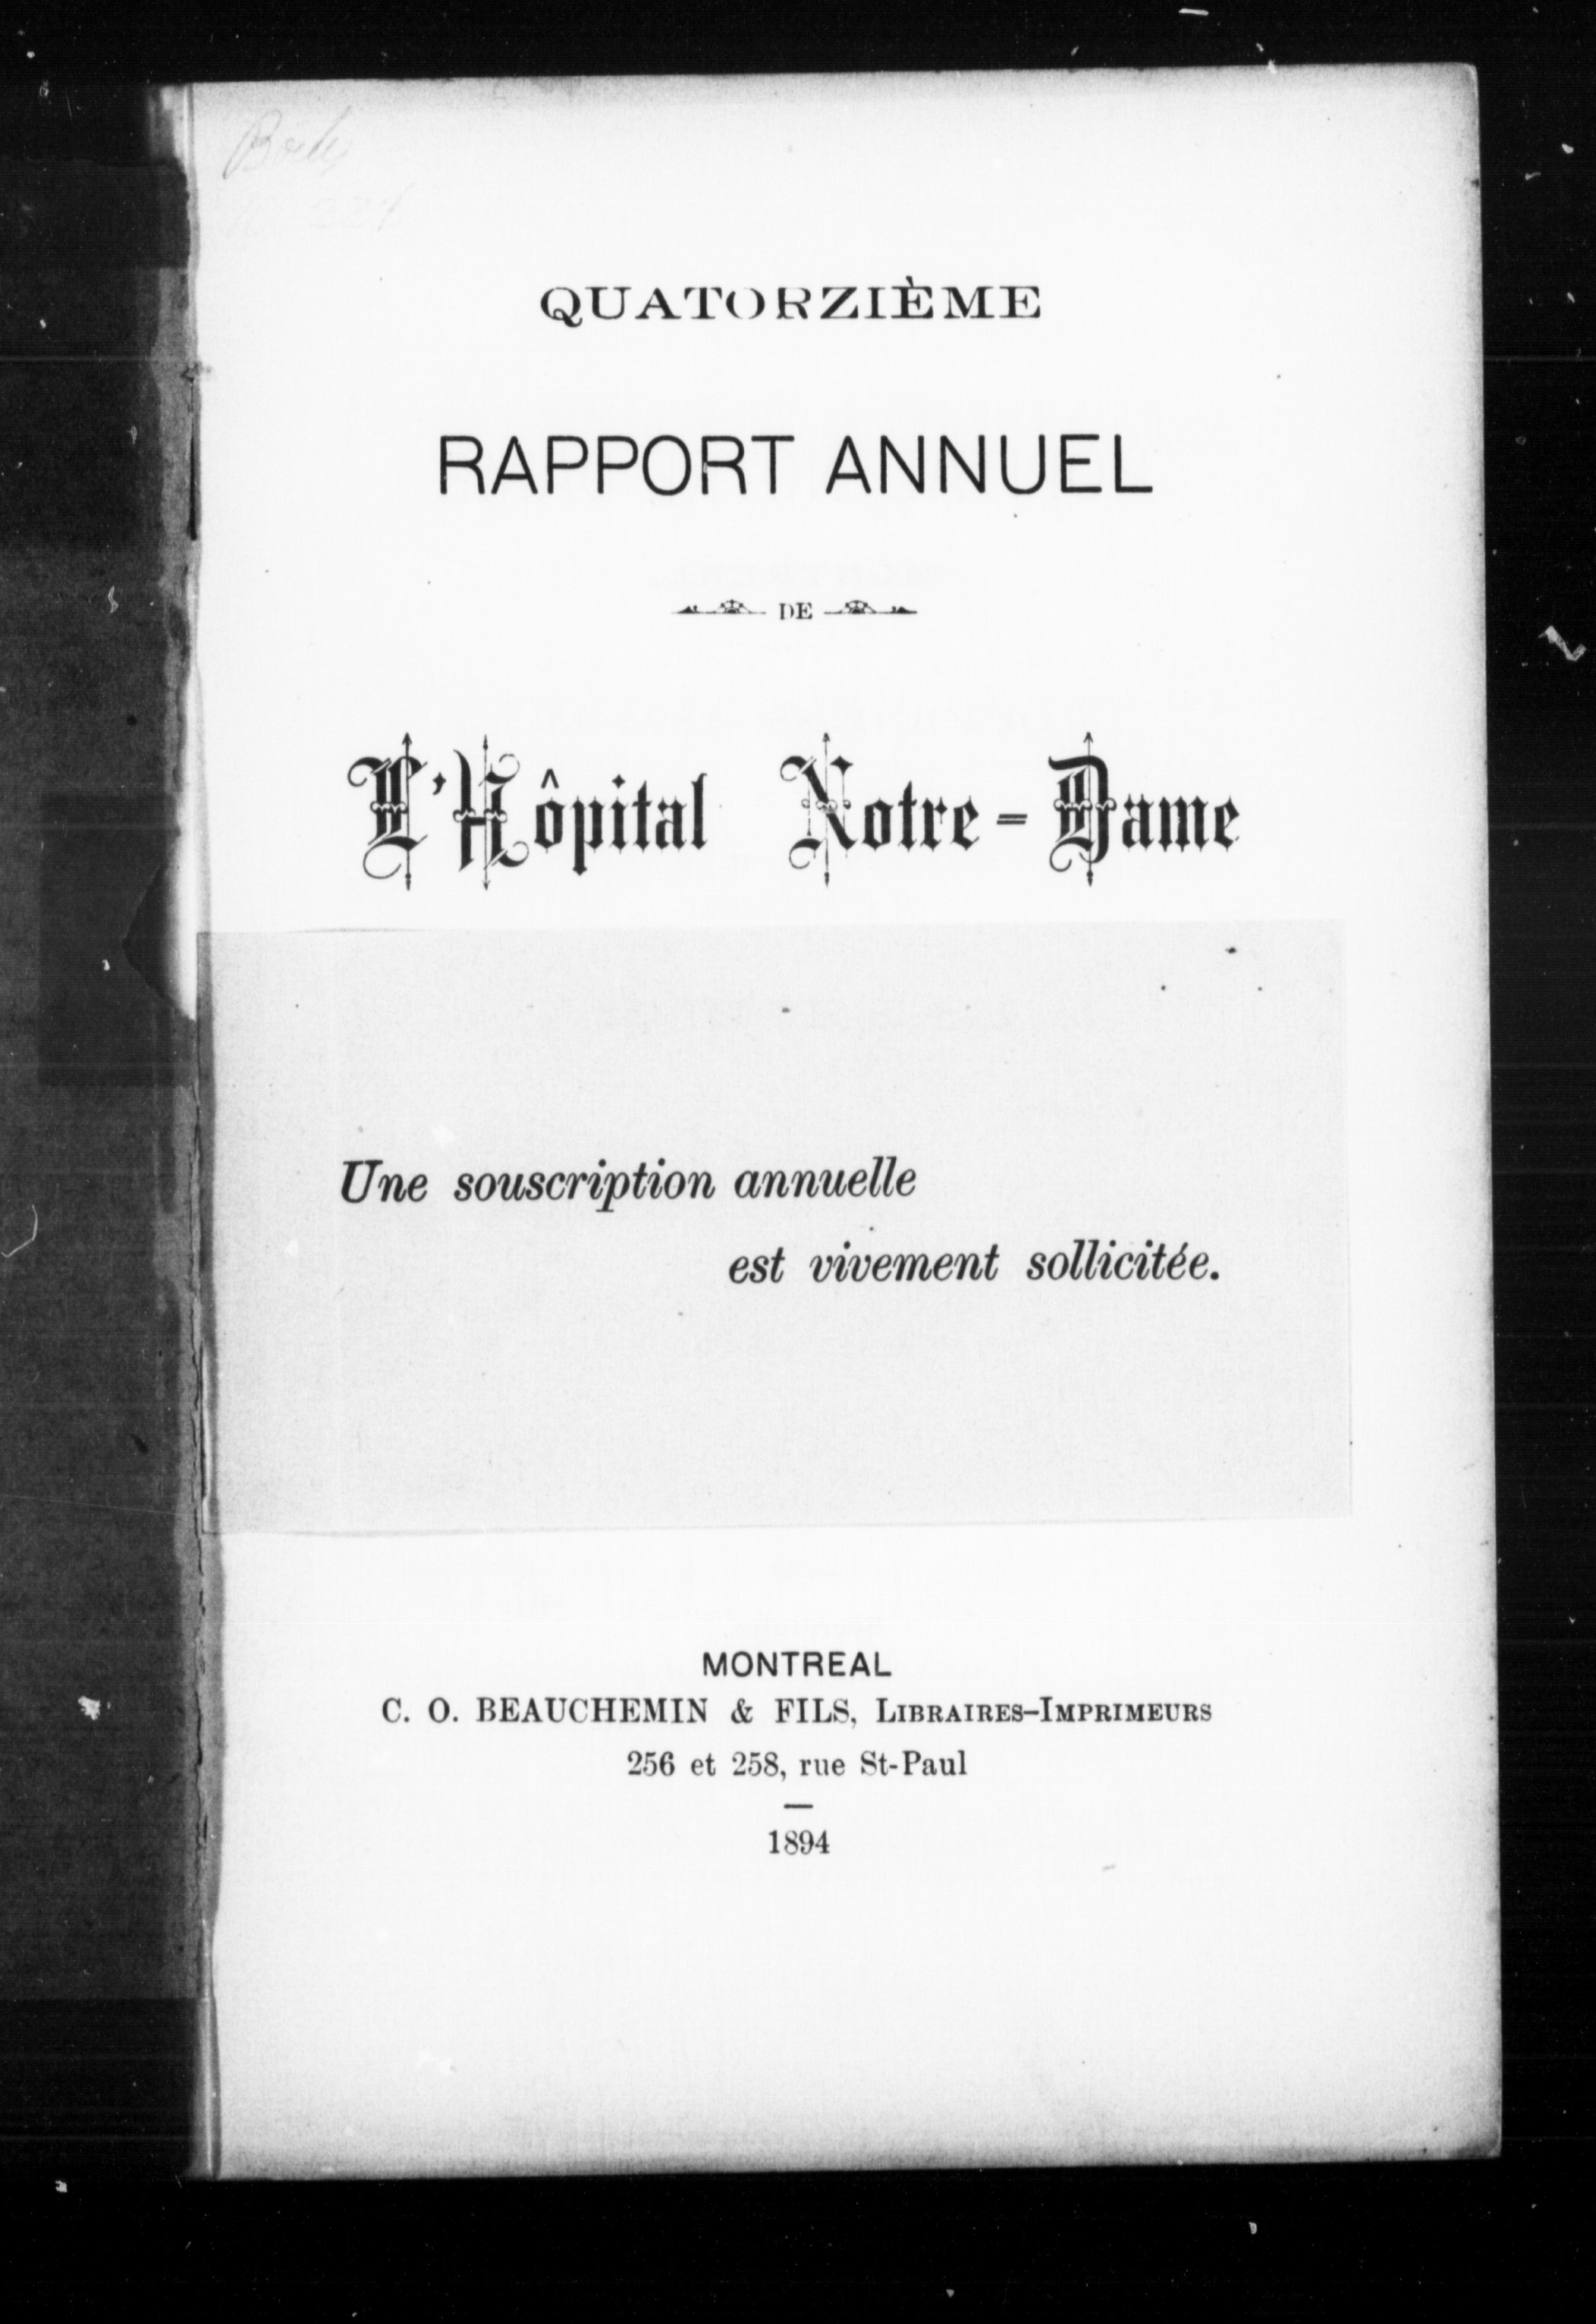 QUATORZIÈME
RAPPORT ANNUEL
DE
L'Hôpital Notre-Dame
Une souscription annuelle
est vivement sollicitée.
MONTREAL
C. O. BEAUCHEMIN & FILS, LIBRAIRES-IMPRIMEURS
256 et 258, rue St-Paul
1894